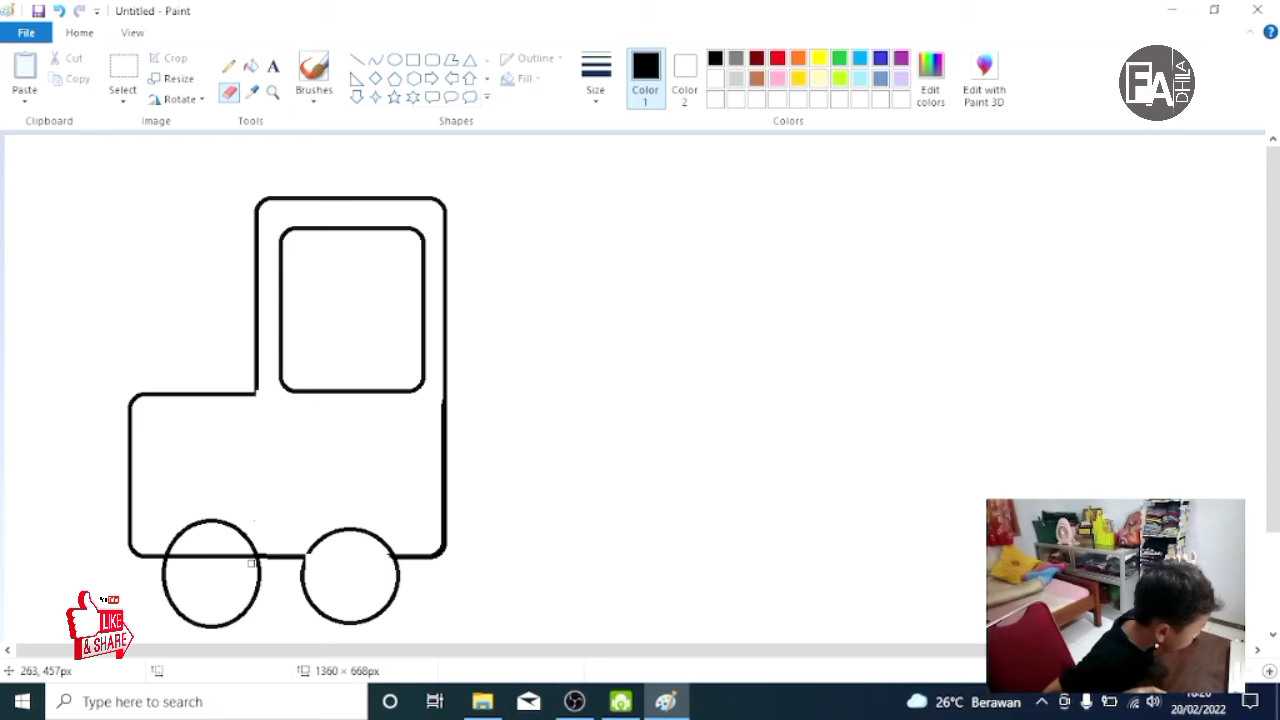 Untitled - Paint
File
Home
View
Paste
Cut
Copy
Clipboard
Select
Crop
Resize
Rotate
Image
A
Tools
Brushes
Shapes
Outline
Fill
Size
Color 1
Color 2
Colors
Edit colors
Edit with Paint 3D
FA DHILA
LIKE
& SHARE
263, 457px
1360 × 668px
Type here to search
26°C Berawan
20/02/2022